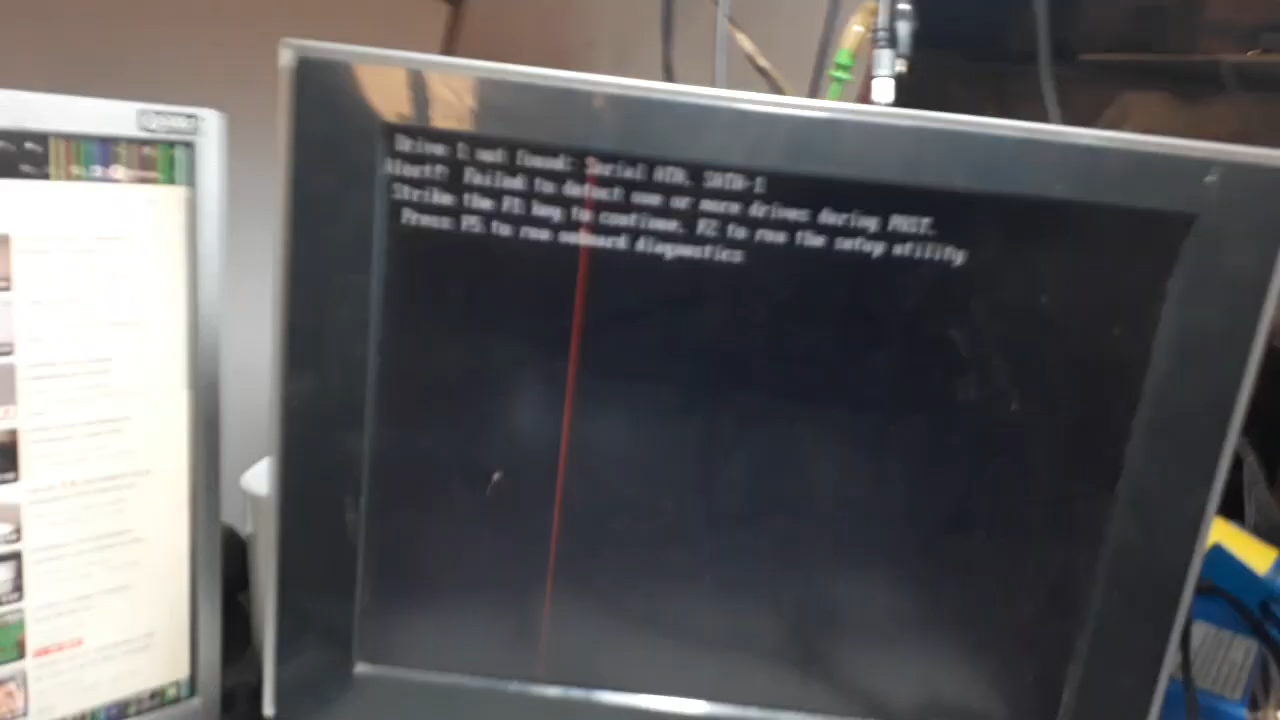 Drive 1 not found: Serial ATA, SATA-1
Alert! Failed to detect one or more drives during POST.
Strike the F1 key to continue, F2 to run the setup utility
Press F5 to run onboard diagnostics